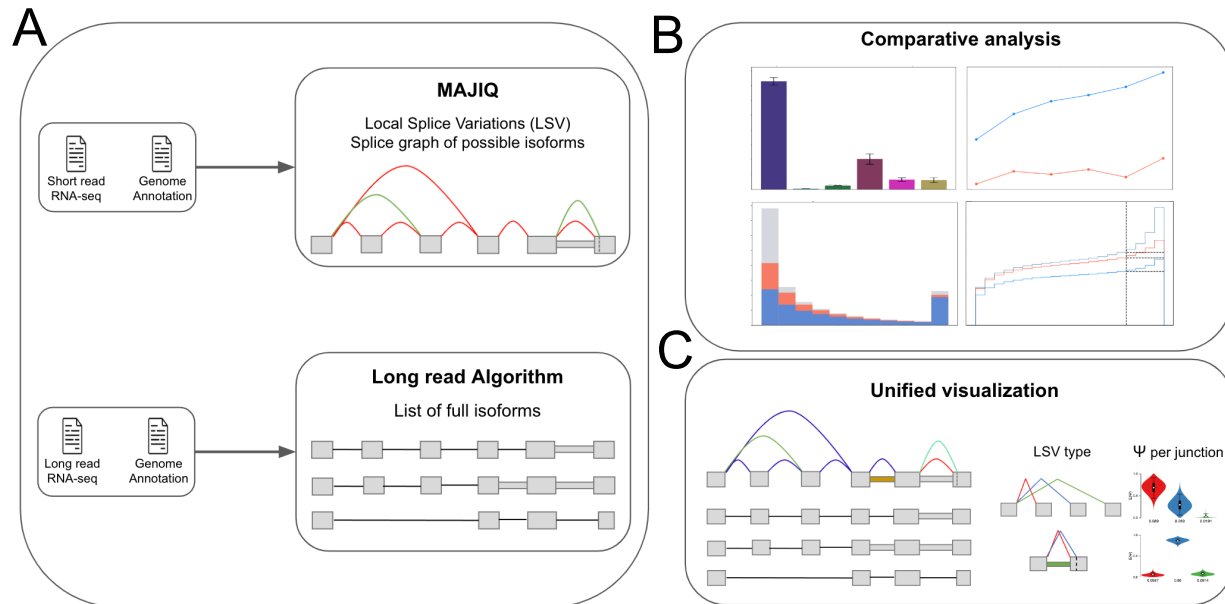 A
MAJIQ
Local Splice Variations (LSV)
Splice graph of possible isoforms
Short read
RNA-seq
Genome
Annotation
Long read Algorithm
List of full isoforms
Long read
RNA-seq
Genome
Annotation
B
Comparative analysis
C
Unified visualization
LSV type
Ψ per junction